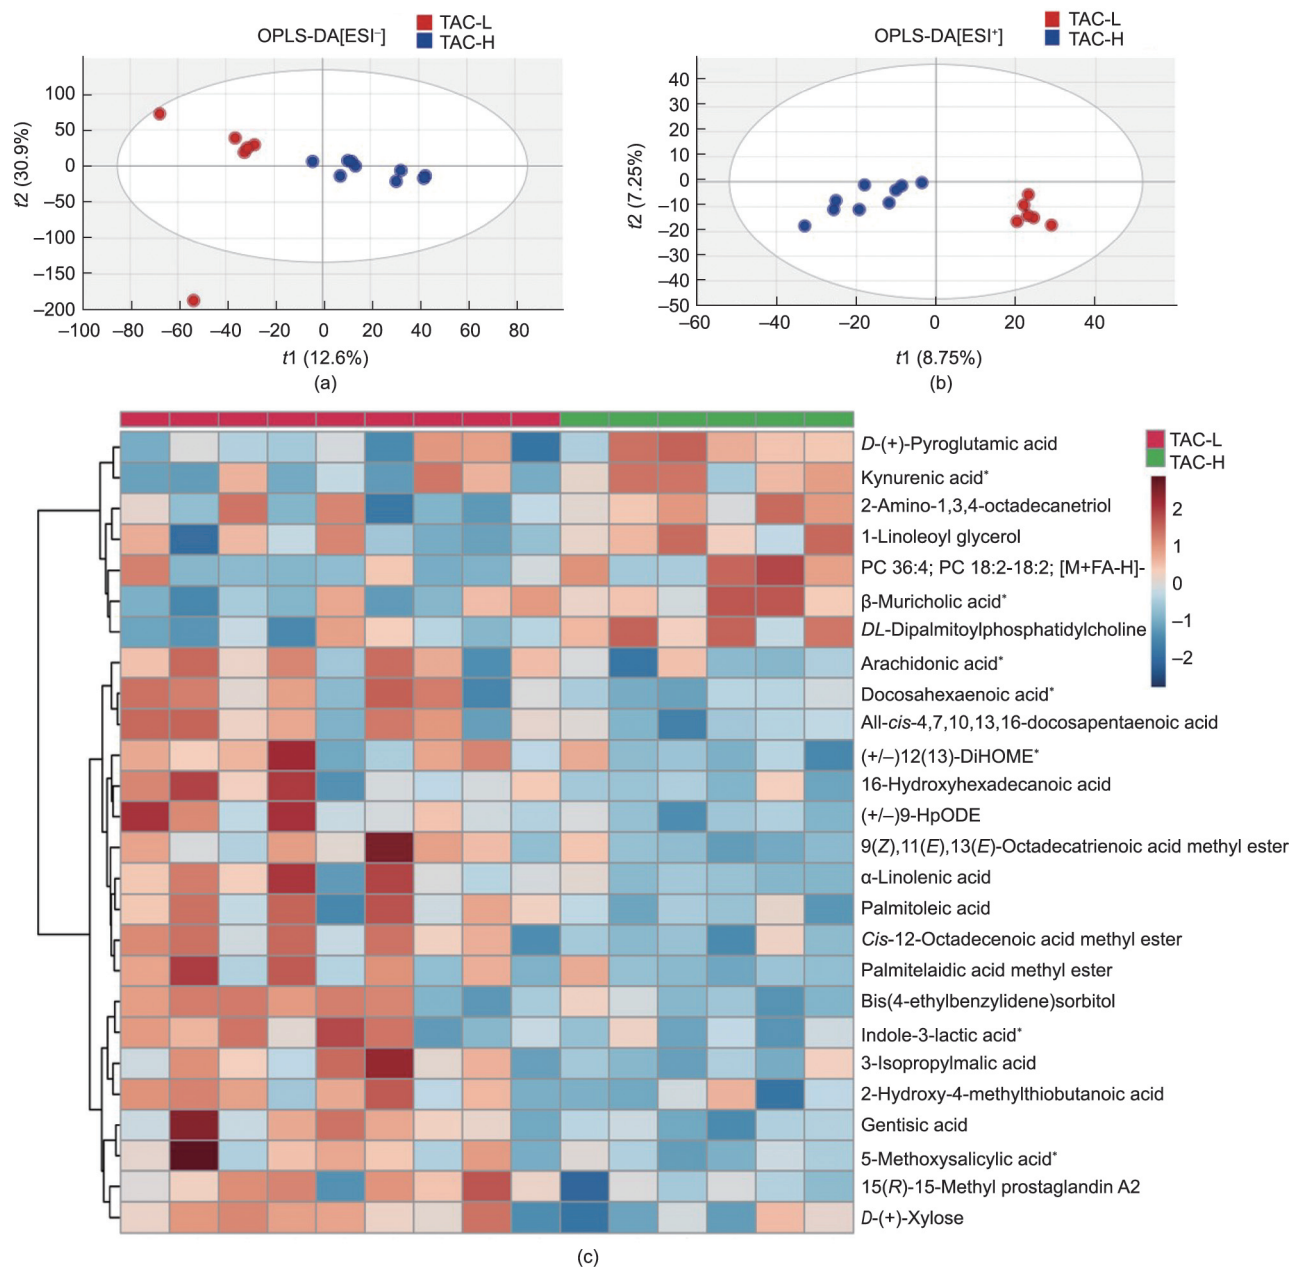 OPLS-DA[ESI⁻]
TAC-L
TAC-H
t2 (30.9%)
100
50
0
–50
–100
–150
–200
–100 –80 –60 –40 –20 0 20 40 60 80
t1 (12.6%)
(a)
OPLS-DA[ESI⁺]
TAC-L
TAC-H
t2 (7.25%)
40
30
20
10
0
–10
–20
–30
–40
–50
–60 –40 –20 0 20 40
t1 (8.75%)
(b)
D-(+)-Pyroglutamic acid
Kynurenic acid*
2-Amino-1,3,4-octadecanetriol
1-Linoleoyl glycerol
PC 36:4; PC 18:2-18:2; [M+FA-H]-
β-Muricholic acid*
DL-Dipalmitoylphosphatidylcholine
Arachidonic acid*
Docosahexaenoic acid*
All-cis-4,7,10,13,16-docosapentaenoic acid
(+/–)12(13)-DiHOME*
16-Hydroxyhexadecanoic acid
(+/–)9-HpODE
9(Z),11(E),13(E)-Octadecatrienoic acid methyl ester
α-Linolenic acid
Palmitoleic acid
Cis-12-Octadecenoic acid methyl ester
Palmitelaidic acid methyl ester
Bis(4-ethylbenzylidene)sorbitol
Indole-3-lactic acid*
3-Isopropylmalic acid
2-Hydroxy-4-methylthiobutanoic acid
Gentisic acid
5-Methoxysalicylic acid*
15(R)-15-Methyl prostaglandin A2
D-(+)-Xylose
TAC-L
TAC-H
2
1
0
–1
–2
(c)